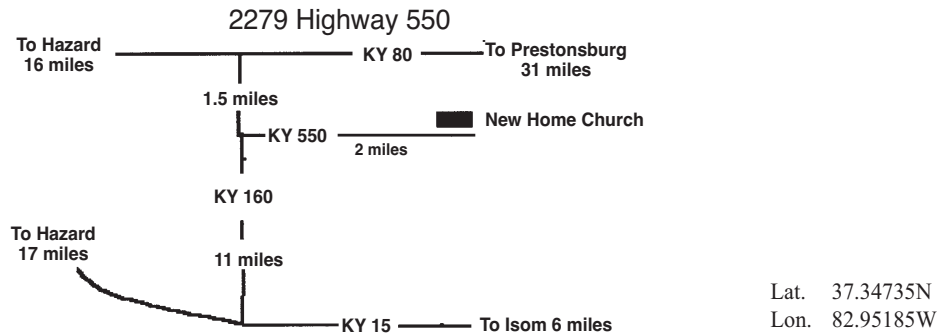 2279 Highway 550
To Hazard
16 miles
KY 80
To Prestonsburg
31 miles
1.5 miles
New Home Church
KY 550
2 miles
KY 160
To Hazard
17 miles
11 miles
KY 15
To Isom 6 miles
Lat. 37.34735N
Lon. 82.95185W